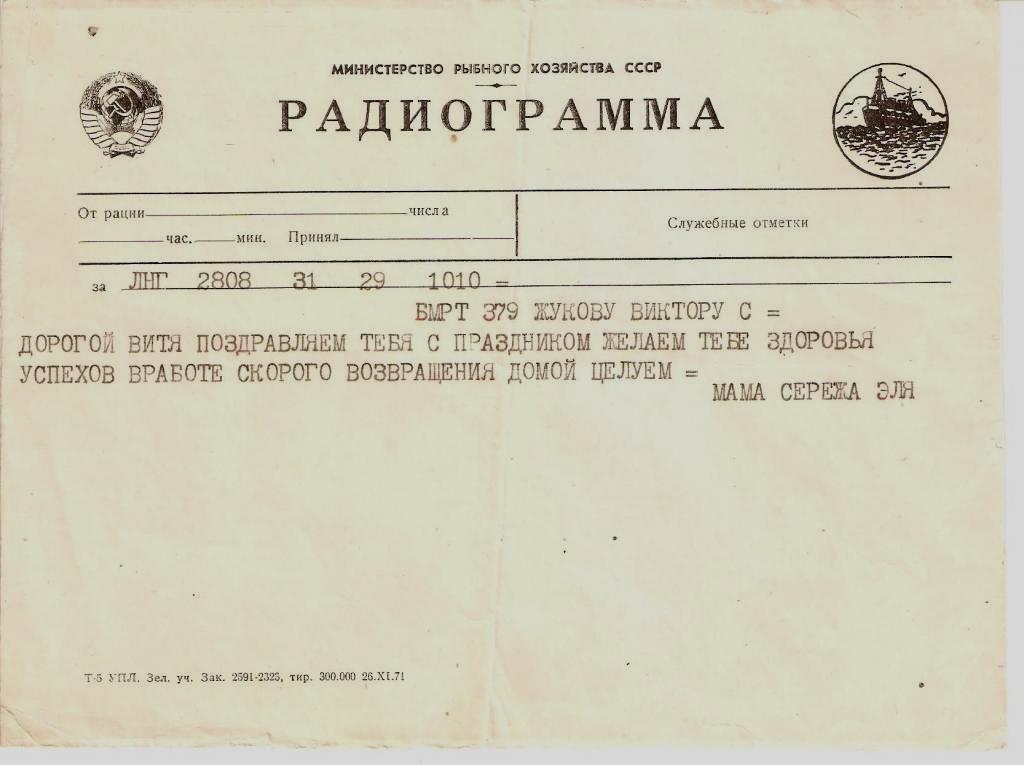 МИНИСТЕРСТВО РЫБНОГО ХОЗЯЙСТВА СССР
РАДИОГРАММА
От рации числа
час. мин. Принял
Служебные отметки
за ЛНГ 2808 31 29 1010 =
БМРТ 379 ЖУКОВУ ВИКТОРУ С =
ДОРОГОЙ ВИТЯ ПОЗДРАВЛЯЕМ ТЕБЯ С ПРАЗДНИКОМ ЖЕЛАЕМ ТЕБЕ ЗДОРОВЬЯ
УСПЕХОВ ВРАБОТЕ СКОРОГО ВОЗВРАЩЕНИЯ ДОМОЙ ЦЕЛУЕМ =
МАМА СЕРЕЖА ЭЛЯ
Т-5 УПЛ. Зел. уч. Зак. 2591-2323, тир. 300.000 26.XI.71